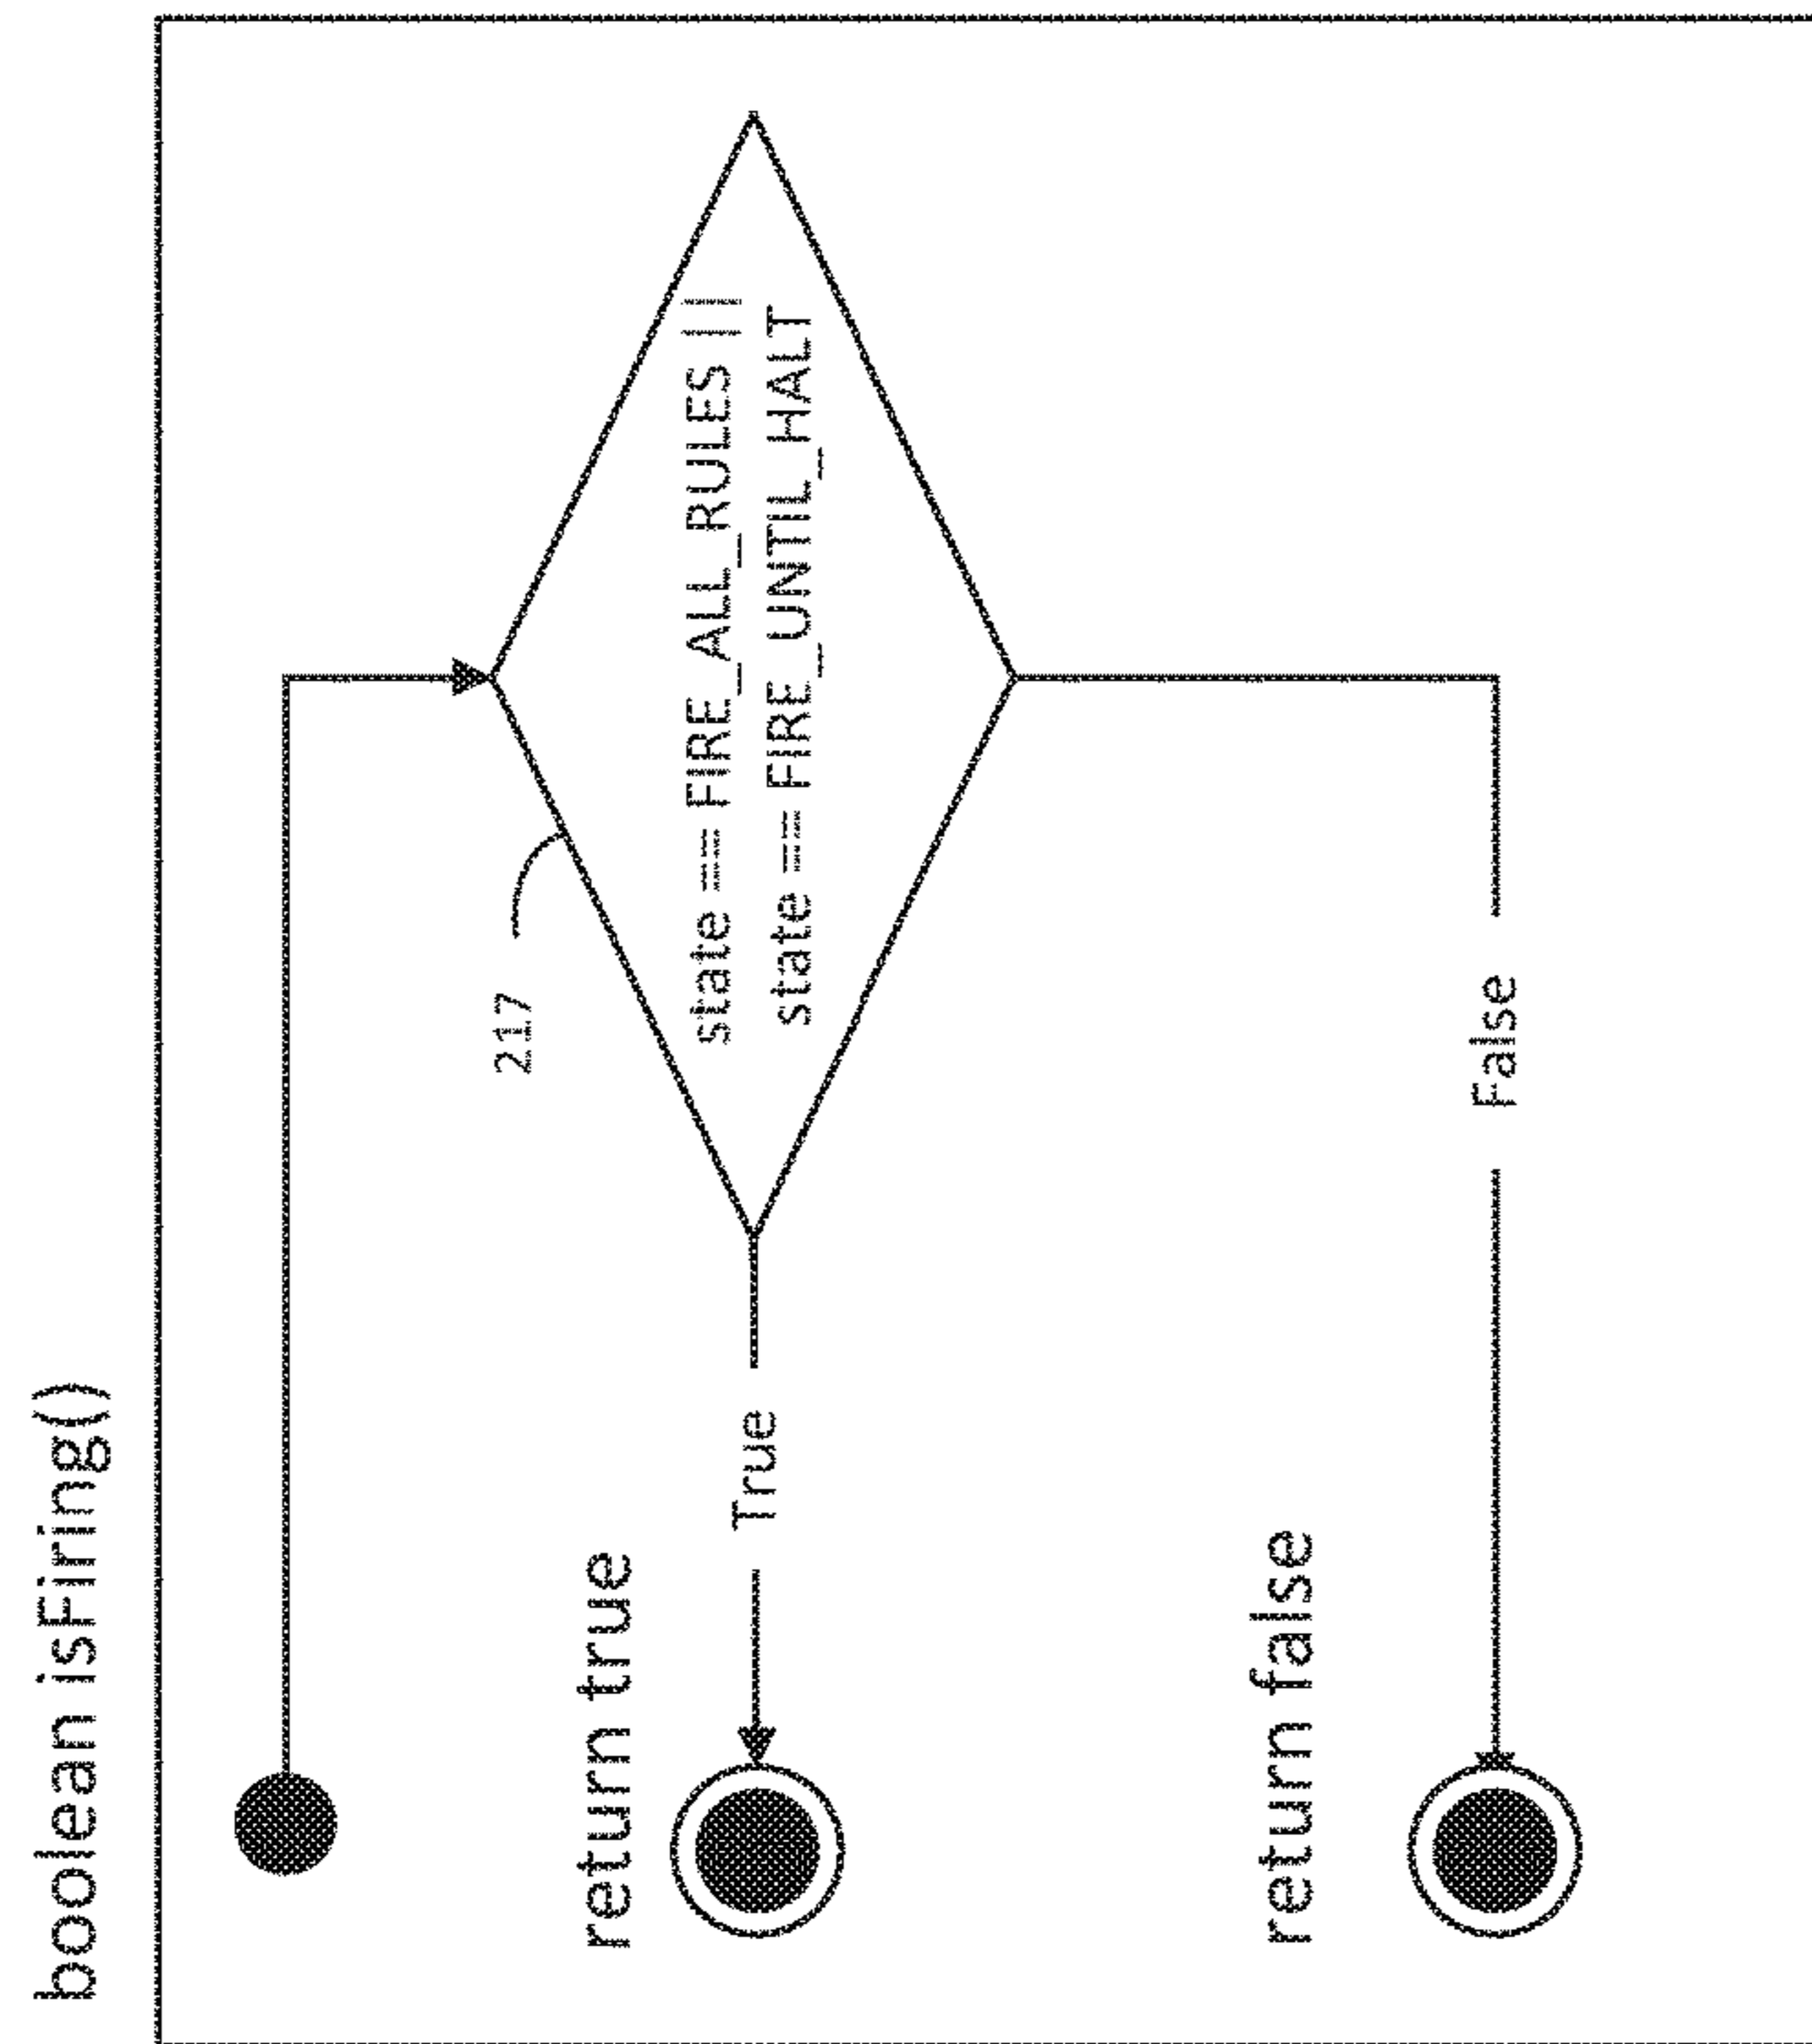 boolean isFiring()
217
state == FIRE_ALL_RULES ||
state == FIRE_UNTIL_HALT
return true
True
return false
False